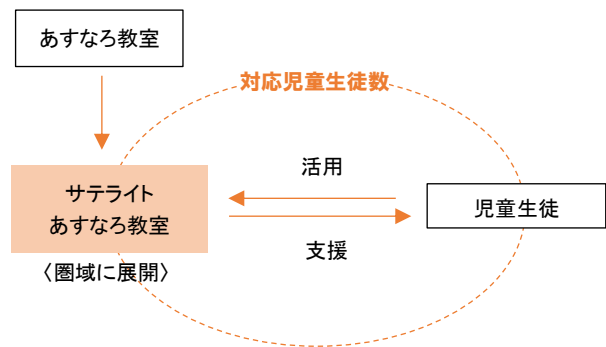 あすなろ教室
対応児童生徒数
活用
サテライト
あすなろ教室
児童生徒
支援
〈圏域に展開〉